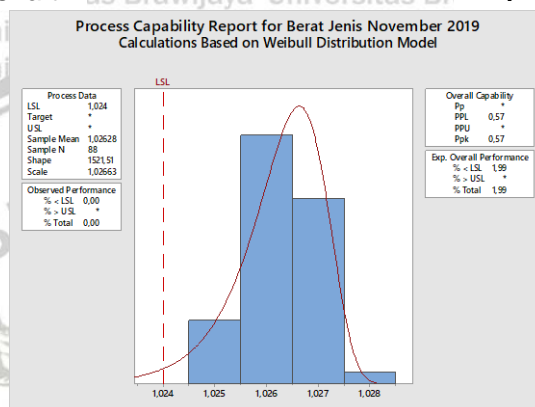 as Brawijaya Universitas B
Process Capability Report for Berat Jenis November 2019
Calculations Based on Weibull Distribution Model
LSL
Process Data
LSL 1,024
Target *
USL *
Sample Mean 1,02628
Sample N 88
Shape 1521,51
Scale 1,02663
Observed Performance
% < LSL 0,00
% > USL *
% Total 0,00
Overall Capability
Pp *
PPL 0,57
PPU *
Ppk 0,57
Exp. Overall Performance
% < LSL 1,99
% > USL *
% Total 1,99
1,024 1,025 1,026 1,027 1,028